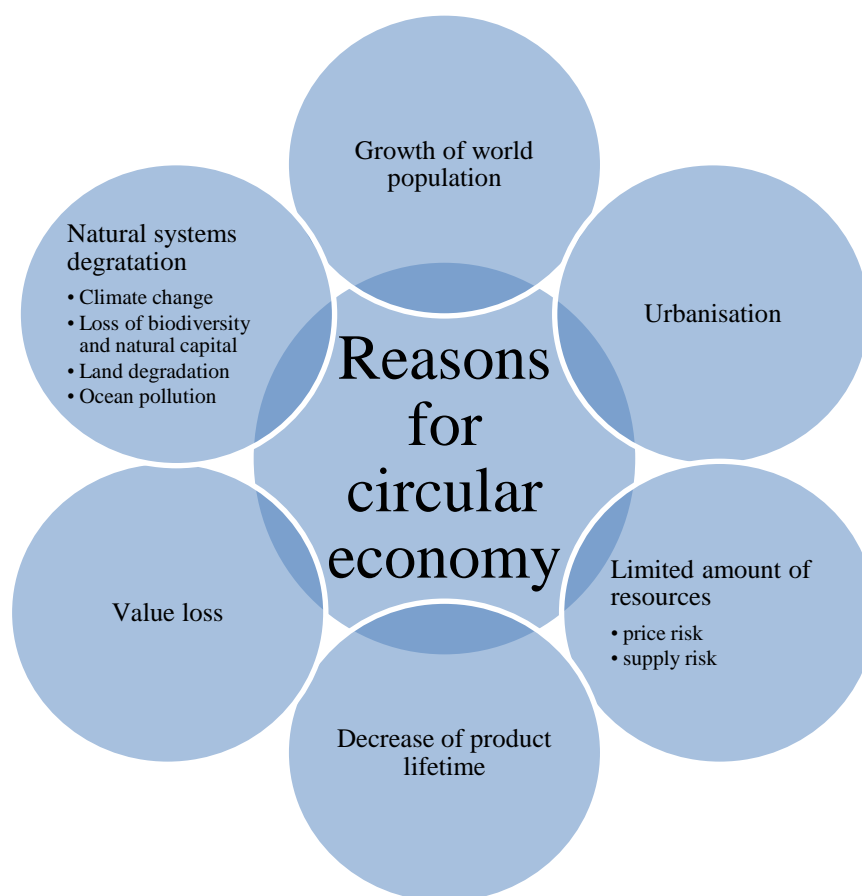 Growth of world
population
Natural systems
degratation
• Climate change
• Loss of biodiversity
and natural capital
• Land degradation
• Ocean pollution
Urbanisation
Reasons
for
circular
economy
Value loss
Limited amount of
resources
• price risk
• supply risk
Decrease of product
lifetime